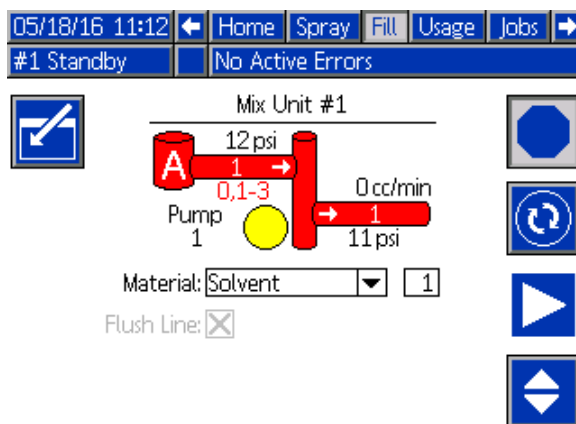 05/18/16 11:12 Home Spray Fill Usage Jobs
#1 Standby No Active Errors
Mix Unit #1
12 psi
A 1
0,1-3 0 cc/min
Pump 1
1 11 psi
Material: Solvent 1
Flush Line: